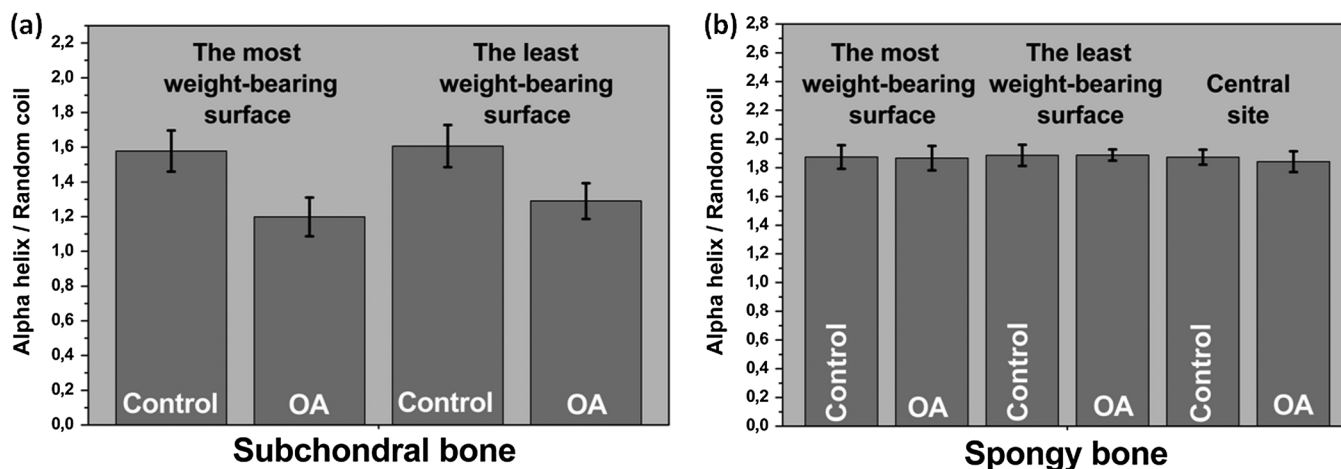 (a)
Alpha helix / Random coil
2,2
2,0
1,8
1,6
1,4
1,2
1,0
0,8
0,6
0,4
0,2
0,0
The most
weight-bearing
surface
The least
weight-bearing
surface
Control
OA
Control
OA
Subchondral bone
(b)
Alpha helix / Random coil
2,8
2,6
2,4
2,2
2,0
1,8
1,6
1,4
1,2
1,0
0,8
0,6
0,4
0,2
0,0
The most
weight-bearing
surface
The least
weight-bearing
surface
Central
site
Control
OA
Control
OA
Control
OA
Spongy bone